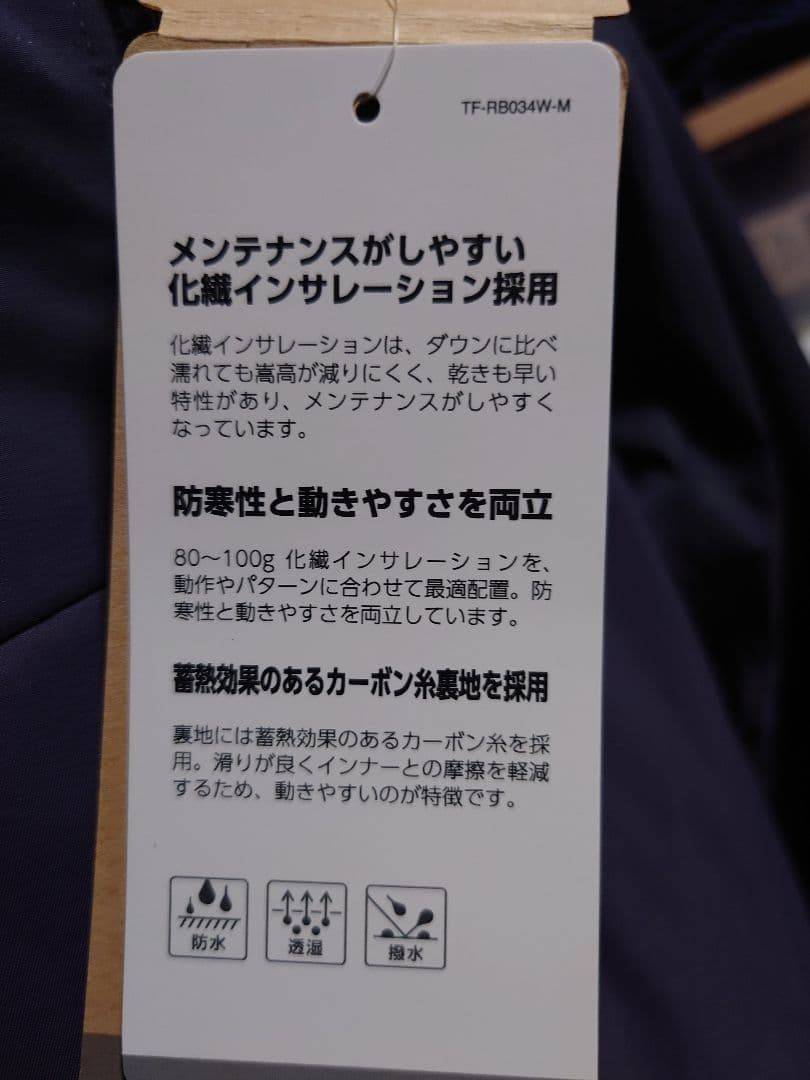 TF-RB034W-M
メンテナンスがしやすい
化繊インサレーション採用
化繊インサレーションは、ダウンに比べ
濡れても嵩高が減りにくく、乾きも早い
特性があり、メンテナンスがしやすく
なっています。
防寒性と動きやすさを両立
80～100g 化繊インサレーションを、
動作やパターンに合わせて最適配置。防
寒性と動きやすさを両立しています。
蓄熱効果のあるカーボン糸裏地を採用
裏地には蓄熱効果のあるカーボン糸を採
用。滑りが良くインナーとの摩擦を軽減
するため、動きやすいのが特徴です。
防水
透湿
撥水